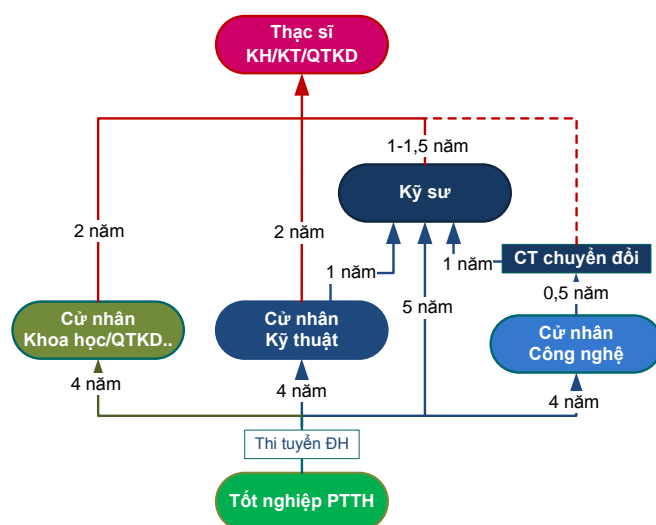 Thạc sĩ
KH/KT/QTKD
1-1,5 năm
Kỹ sư
2 năm
2 năm
1 năm
1 năm
CT chuyển đổi
5 năm
0,5 năm
Cử nhân
Khoa học/QTKD..
Cử nhân
Kỹ thuật
Cử nhân
Công nghệ
4 năm
4 năm
4 năm
Thi tuyển ĐH
Tốt nghiệp PTTH